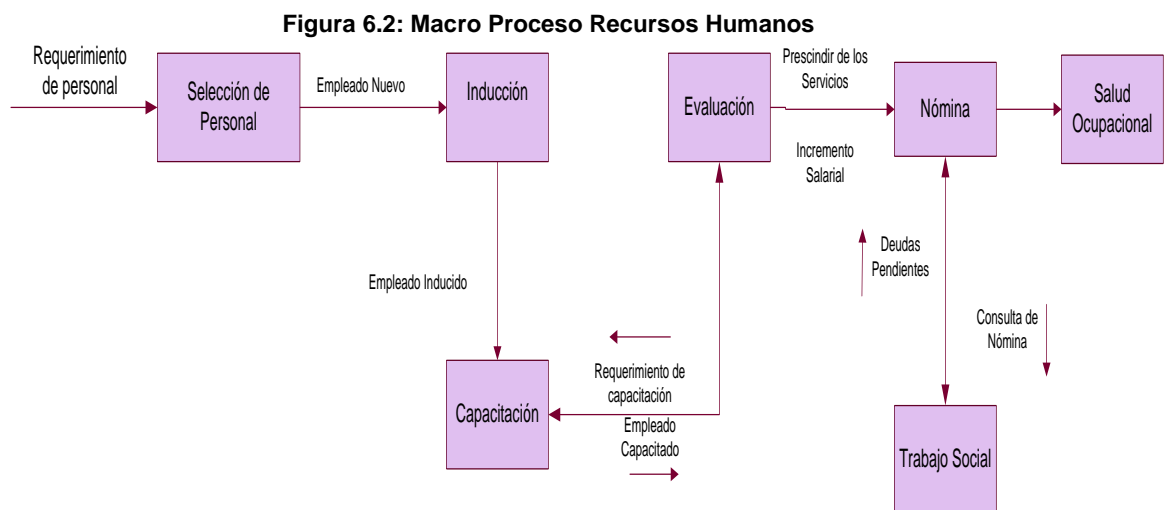 Figura 6.2: Macro Proceso Recursos Humanos
Requerimiento
de personal
Selección de
Personal
Empleado Nuevo
Inducción
Evaluación
Prescindir de los
Servicios
Incremento
Salarial
Nómina
Salud
Ocupacional
Empleado Inducido
Deudas
Pendientes
Consulta de
Nómina
Capacitación
Requerimiento de
capacitación
Empleado
Capacitado
Trabajo Social